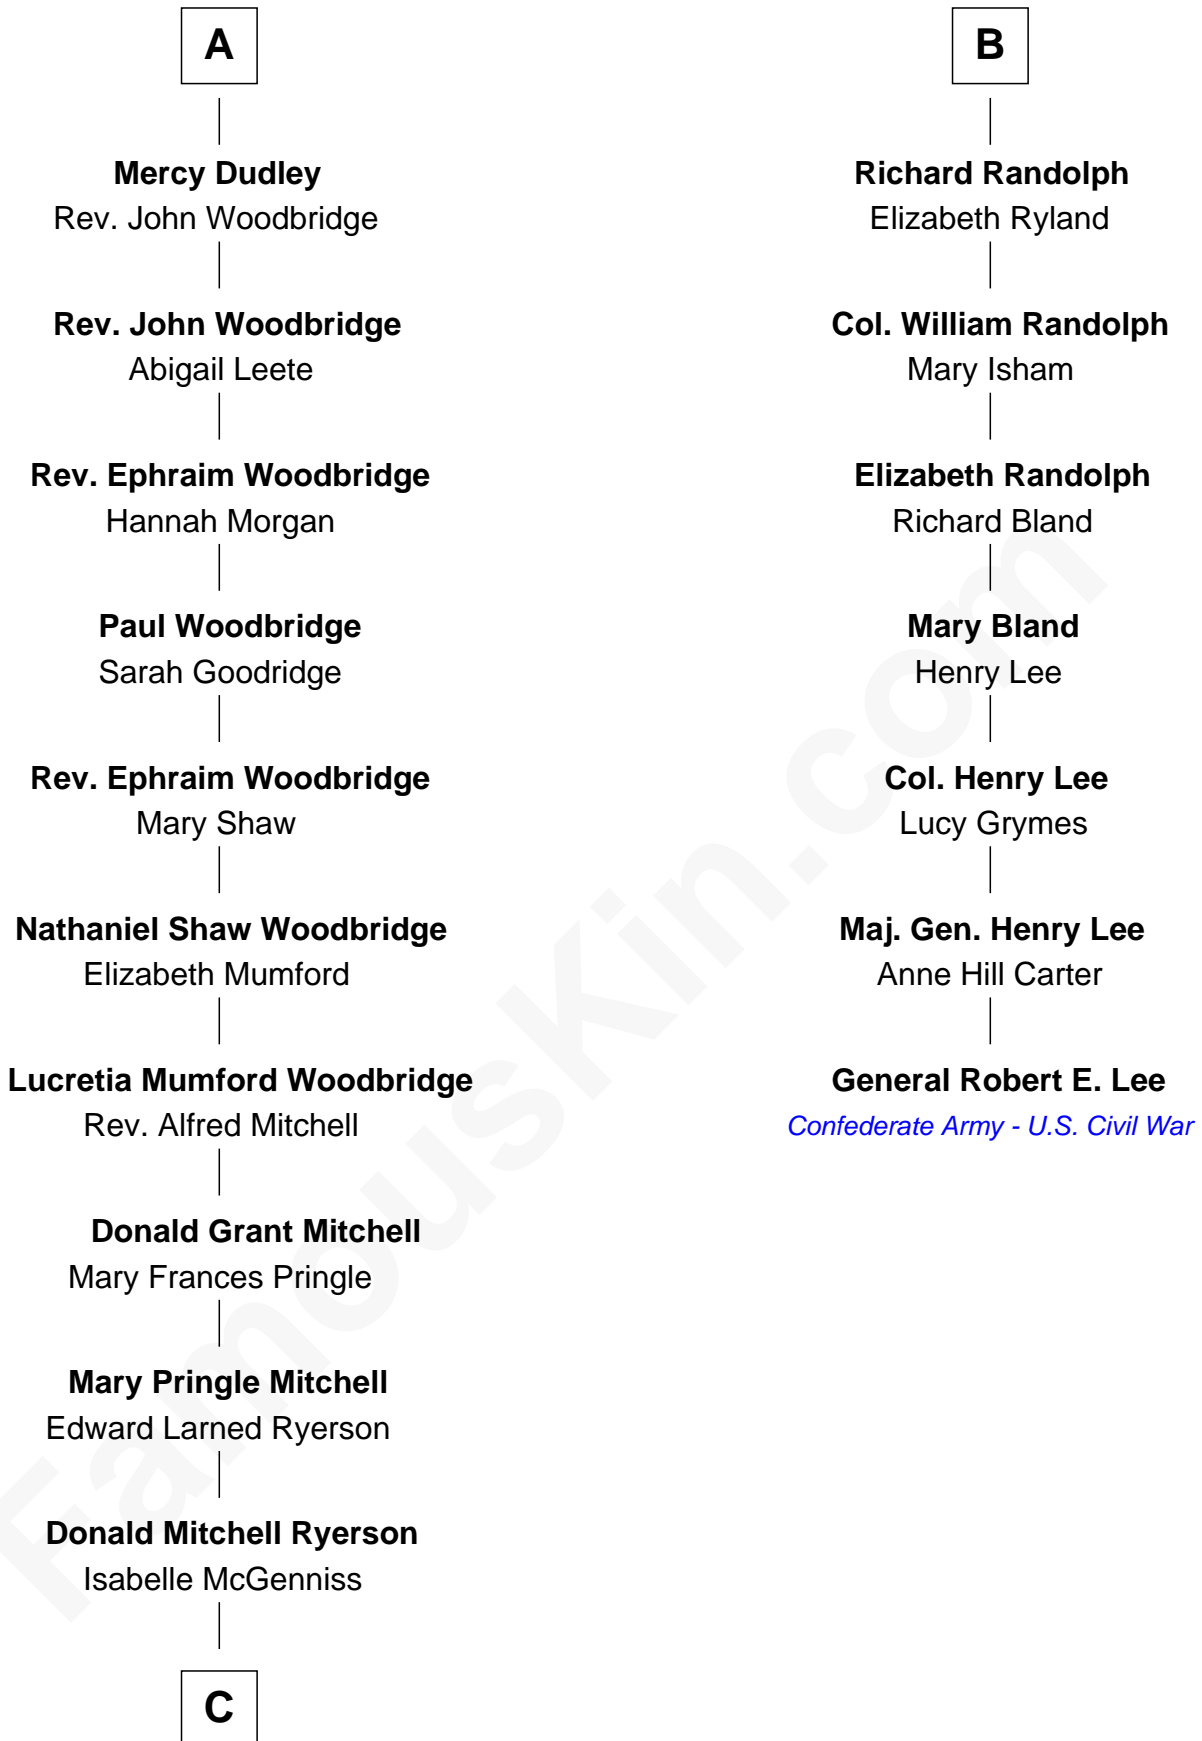 A
Mercy Dudley
Rev. John Woodbridge
Rev. John Woodbridge
Abigail Leete
Rev. Ephraim Woodbridge
Hannah Morgan
Paul Woodbridge
Sarah Goodridge
Rev. Ephraim Woodbridge
Mary Shaw
Nathaniel Shaw Woodbridge
Elizabeth Mumford
Lucretia Mumford Woodbridge
Rev. Alfred Mitchell
Donald Grant Mitchell
Mary Frances Pringle
Mary Pringle Mitchell
Edward Larned Ryerson
Donald Mitchell Ryerson
Isabelle McGenniss
C
B
Richard Randolph
Elizabeth Ryland
Col. William Randolph
Mary Isham
Elizabeth Randolph
Richard Bland
Mary Bland
Henry Lee
Col. Henry Lee
Lucy Grymes
Maj. Gen. Henry Lee
Anne Hill Carter
General Robert E. Lee
Confederate Army - U.S. Civil War
FamousKin.com